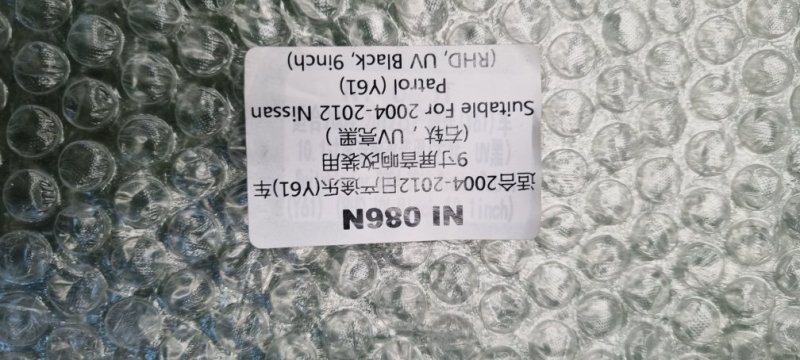 NI 086N
适合2004-2012日产途乐(Y61)车
9寸屏音响改装用
(右软，UV亮黑)
Suitable For 2004-2012 Nissan
Patrol (Y61)
(RHD, UV Black, 9inch)